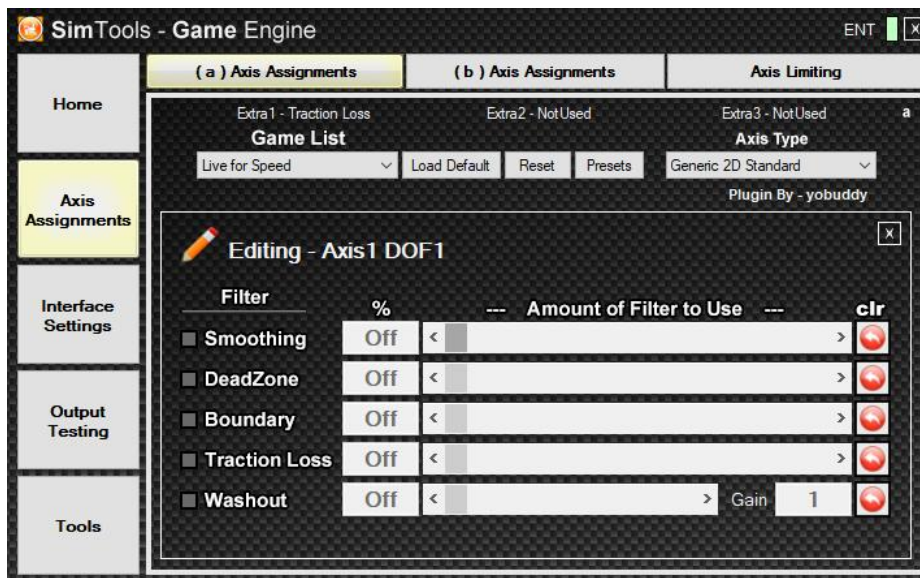 SimTools - Game Engine
ENT
X
Home
Axis
Assignments
Interface
Settings
Output
Testing
Tools
( a ) Axis Assignments
( b ) Axis Assignments
Axis Limiting
Extra1 - Traction Loss
Extra2 - NotUsed
Extra3 - NotUsed
a
Game List
Axis Type
Live for Speed
Load Default
Reset
Presets
Generic 2D Standard
Plugin By - yobuddy
Editing - Axis1 DOF1
X
Filter
%
--- Amount of Filter to Use ---
clr
Smoothing Off < >
DeadZone Off < >
Boundary Off < >
Traction Loss Off < >
Washout Off < > Gain 1